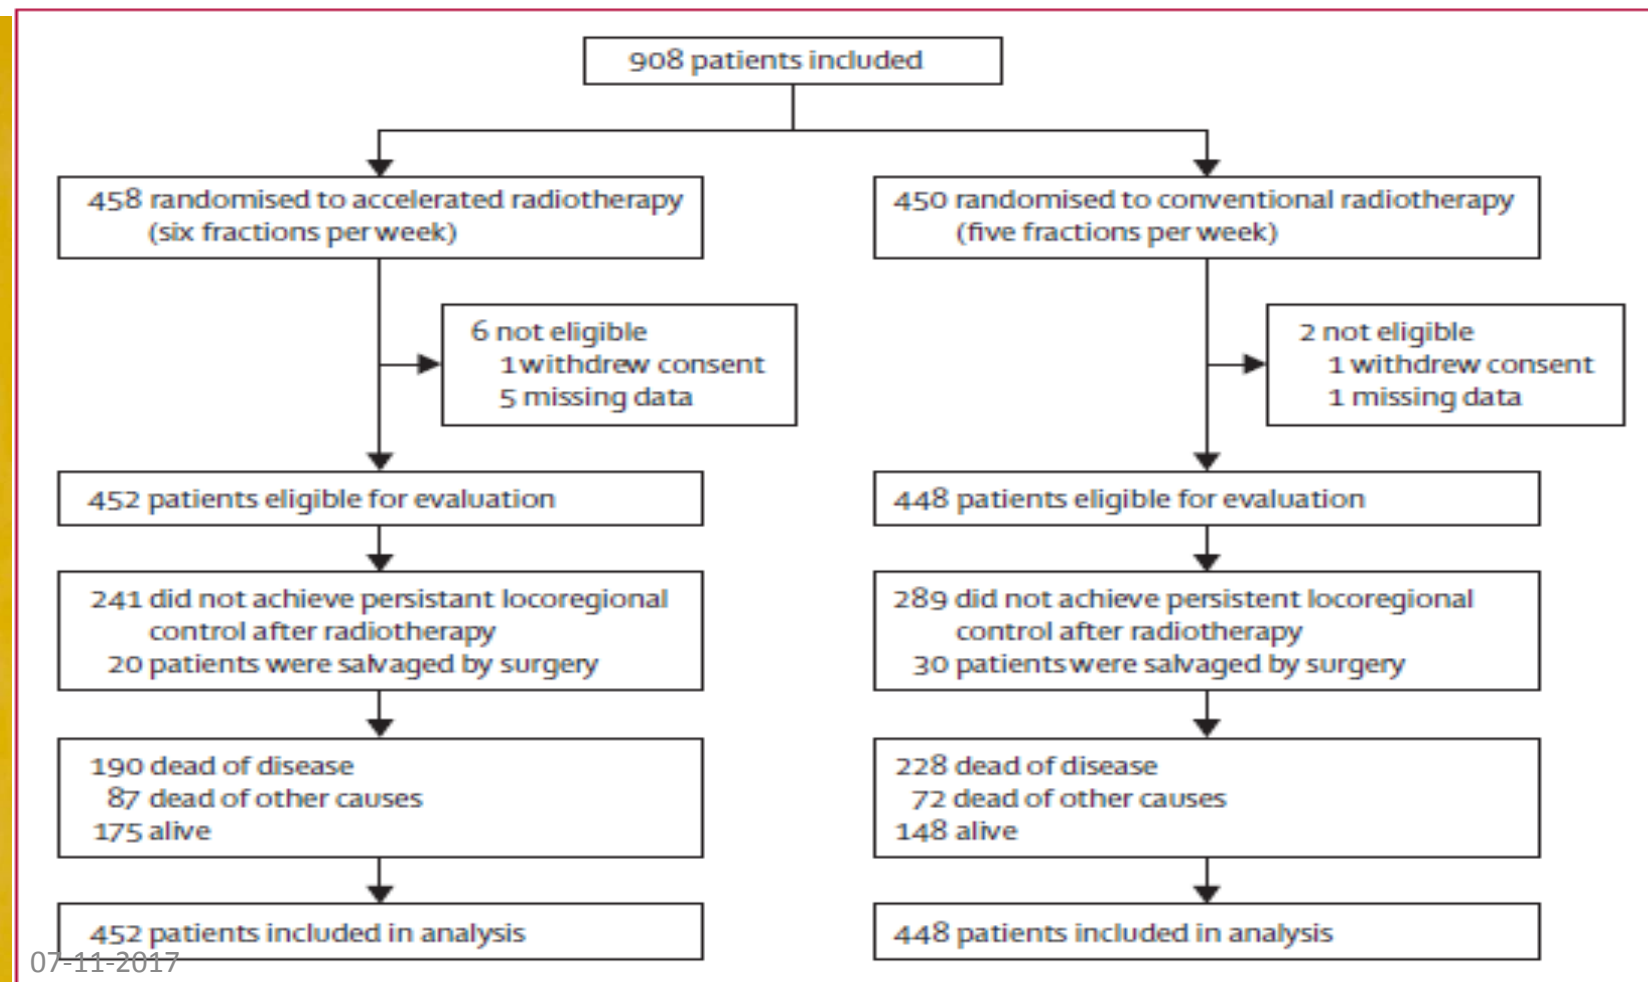 908 patients included
458 randomised to accelerated radiotherapy
(six fractions per week)
450 randomised to conventional radiotherapy
(five fractions per week)
6 not eligible
1 withdrew consent
5 missing data
2 not eligible
1 withdrew consent
1 missing data
452 patients eligible for evaluation
448 patients eligible for evaluation
241 did not achieve persistant locoregional
control after radiotherapy
20 patients were salvaged by surgery
289 did not achieve persistent locoregional
control after radiotherapy
30 patients were salvaged by surgery
190 dead of disease
87 dead of other causes
175 alive
228 dead of disease
72 dead of other causes
148 alive
452 patients included in analysis
448 patients included in analysis
07-11-2017